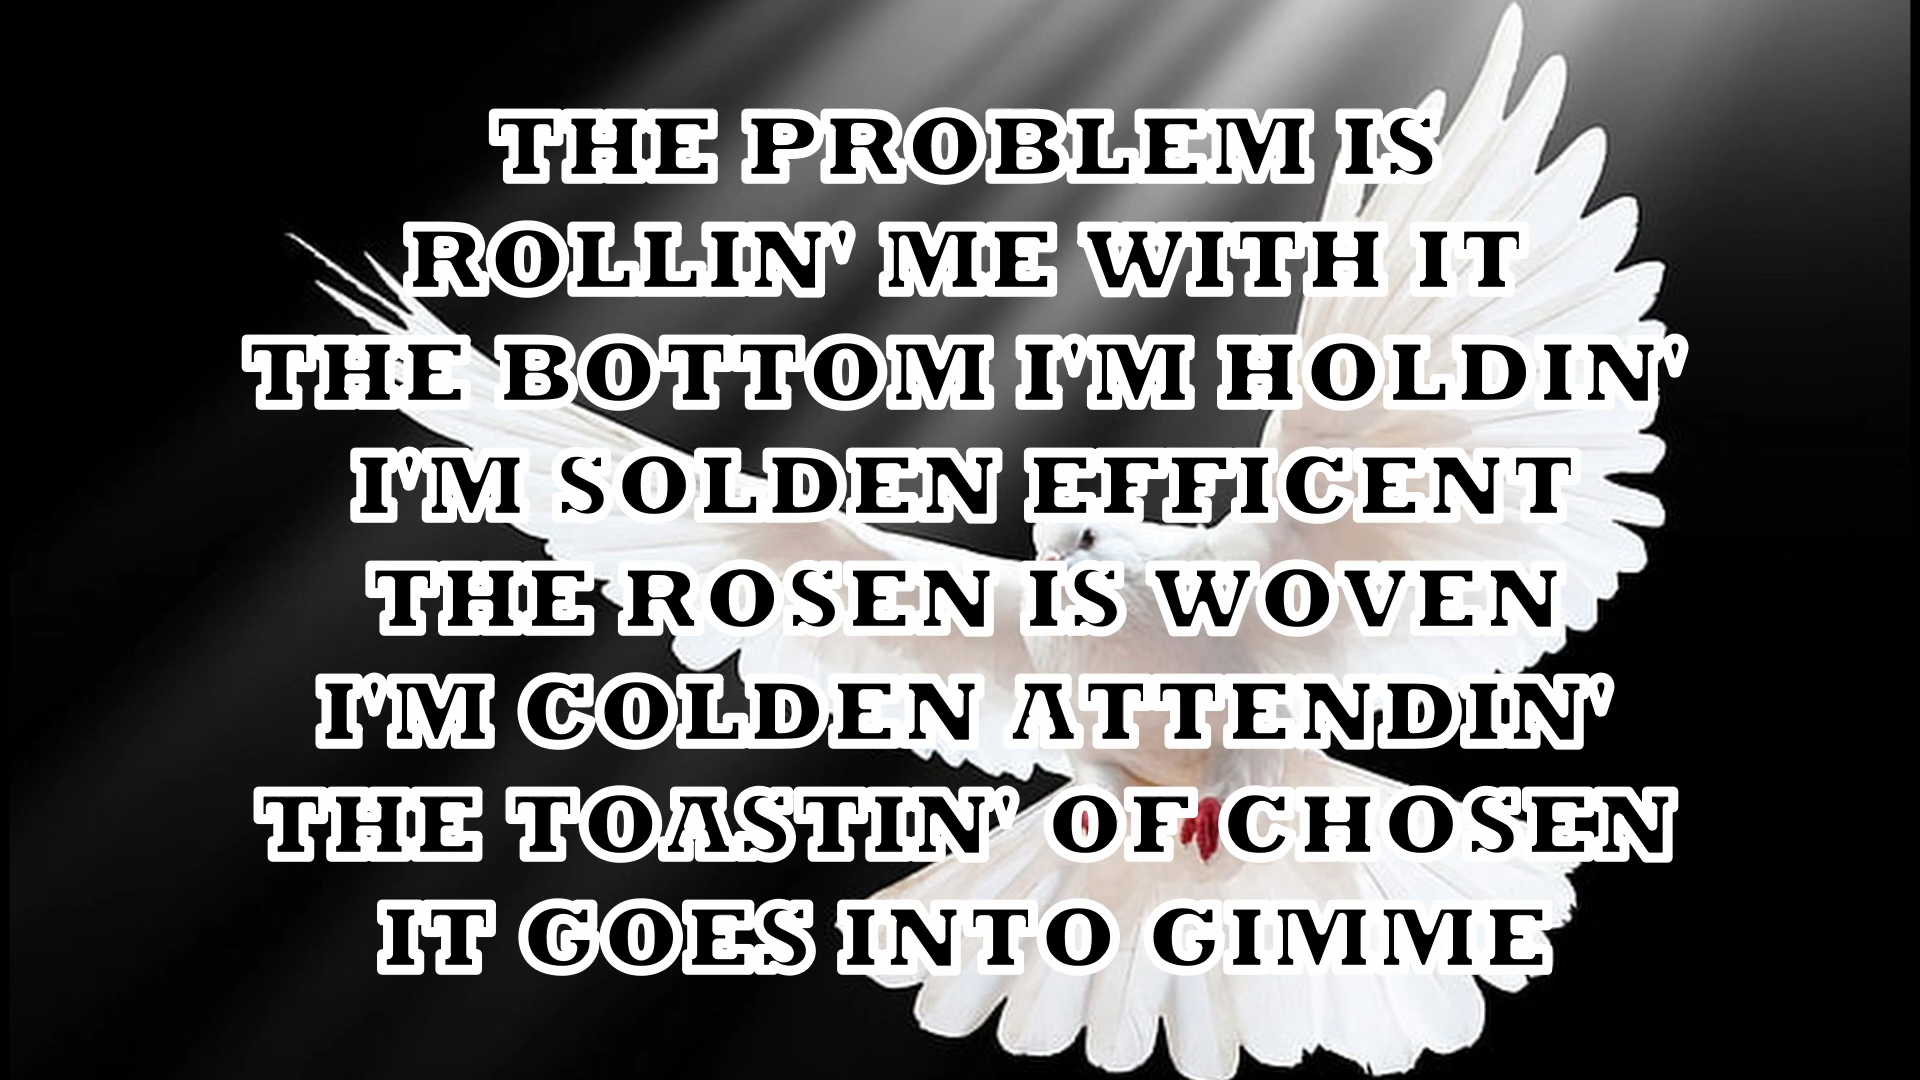 THE PROBLEM IS
ROLLIN' ME WITH IT
THE BOTTOM I'M HOLDIN'
I'M SOLDEN EFFICENT
THE ROSEN IS WOVEN
I'M COLDEN ATTENDIN'
THE TOASTIN' OF CHOSEN
IT GOES INTO GIMME